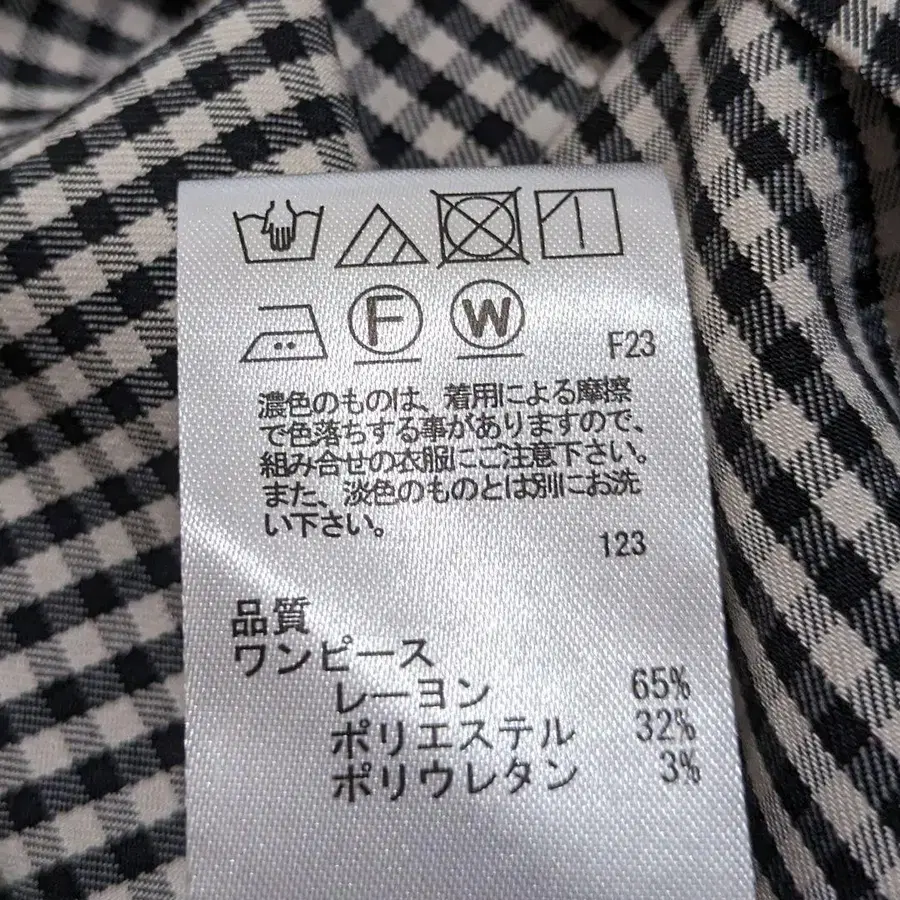 F
W
F23
濃色のものは、着用による摩擦
で色落ちする事がありますので、
組み合せの衣服にご注意下さい。
また、淡色のものとは別にお洗
い下さい。
123
品質
ワンピース
レーヨン 65%
ポリエステル 32%
ポリウレタン 3%